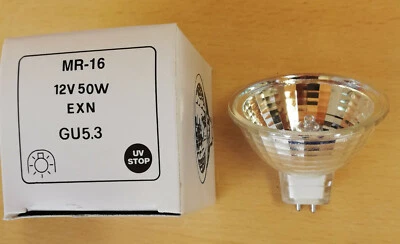 MR-16
12V 50W
EXN
GU5.3
UV
STOP